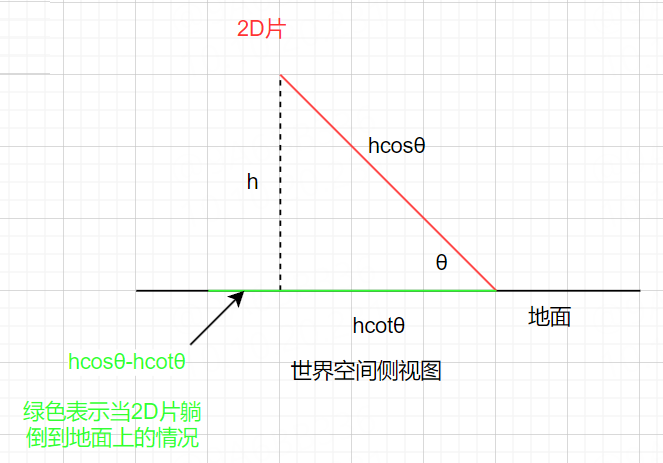 2D片
hcosθ
h
θ
hcotθ
地面
hcosθ-hcotθ
世界空间侧视图
绿色表示当2D片躺
倒到地面上的情况